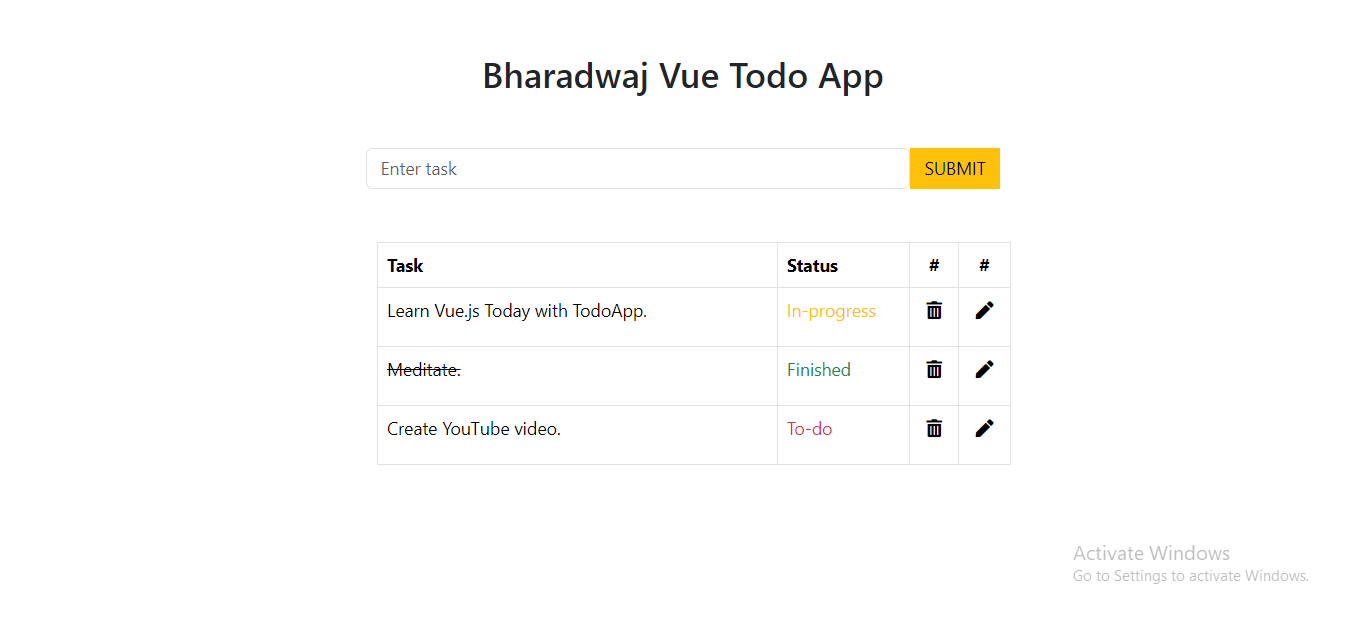 Bharadwaj Vue Todo App
Enter task SUBMIT
Task Status # #
Learn Vue.js Today with TodoApp. In-progress
Meditate. Finished
Create YouTube video. To-do
Activate Windows
Go to Settings to activate Windows.